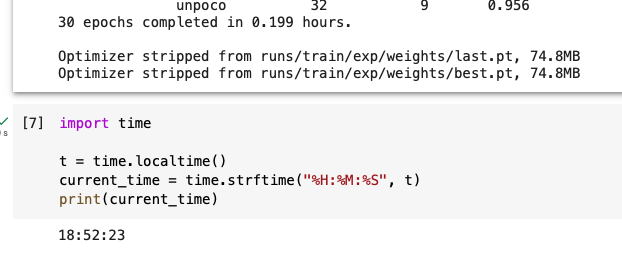 unpoco 32 9 0.956
30 epochs completed in 0.199 hours.
Optimizer stripped from runs/train/exp/weights/last.pt, 74.8MB
Optimizer stripped from runs/train/exp/weights/best.pt, 74.8MB
[7] import time
t = time.localtime()
current_time = time.strftime("%H:%M:%S", t)
print(current_time)
18:52:23